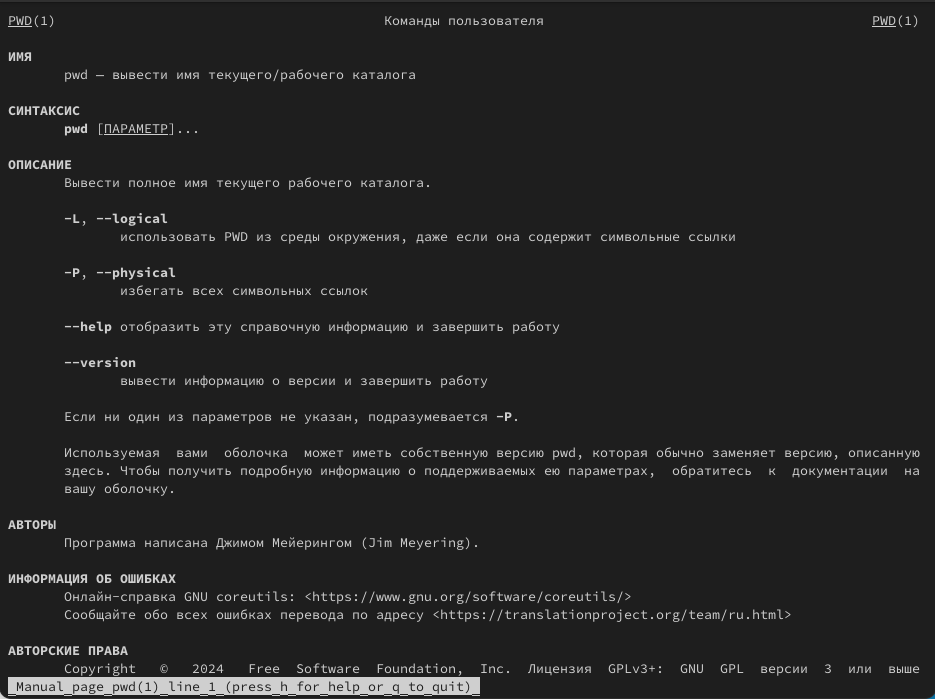 PWD(1) Команды пользователя PWD(1)
ИМЯ
pwd — вывести имя текущего/рабочего каталога
СИНТАКСИС
pwd [ПАРАМЕТР]...
ОПИСАНИЕ
Вывести полное имя текущего рабочего каталога.
-L, --logical
использовать PWD из среды окружения, даже если она содержит символьные ссылки
-P, --physical
избегать всех символьных ссылок
--help отобразить эту справочную информацию и завершить работу
--version
вывести информацию о версии и завершить работу
Если ни один из параметров не указан, подразумевается -P.
Используемая вами оболочка может иметь собственную версию pwd, которая обычно заменяет версию, описанную
здесь. Чтобы получить подробную информацию о поддерживаемых ею параметрах, обратитесь к документации на
вашу оболочку.
АВТОРЫ
Программа написана Джимом Мейерингом (Jim Meyering).
ИНФОРМАЦИЯ ОБ ОШИБКАХ
Онлайн-справка GNU coreutils: <https://www.gnu.org/software/coreutils/>
Сообщайте обо всех ошибках перевода по адресу <https://translationproject.org/team/ru.html>
АВТОРСКИЕ ПРАВА
Copyright © 2024 Free Software Foundation, Inc. Лицензия GPLv3+: GNU GPL версии 3 или выше
Manual page pwd(1) line 1 (press h for help or q to quit)